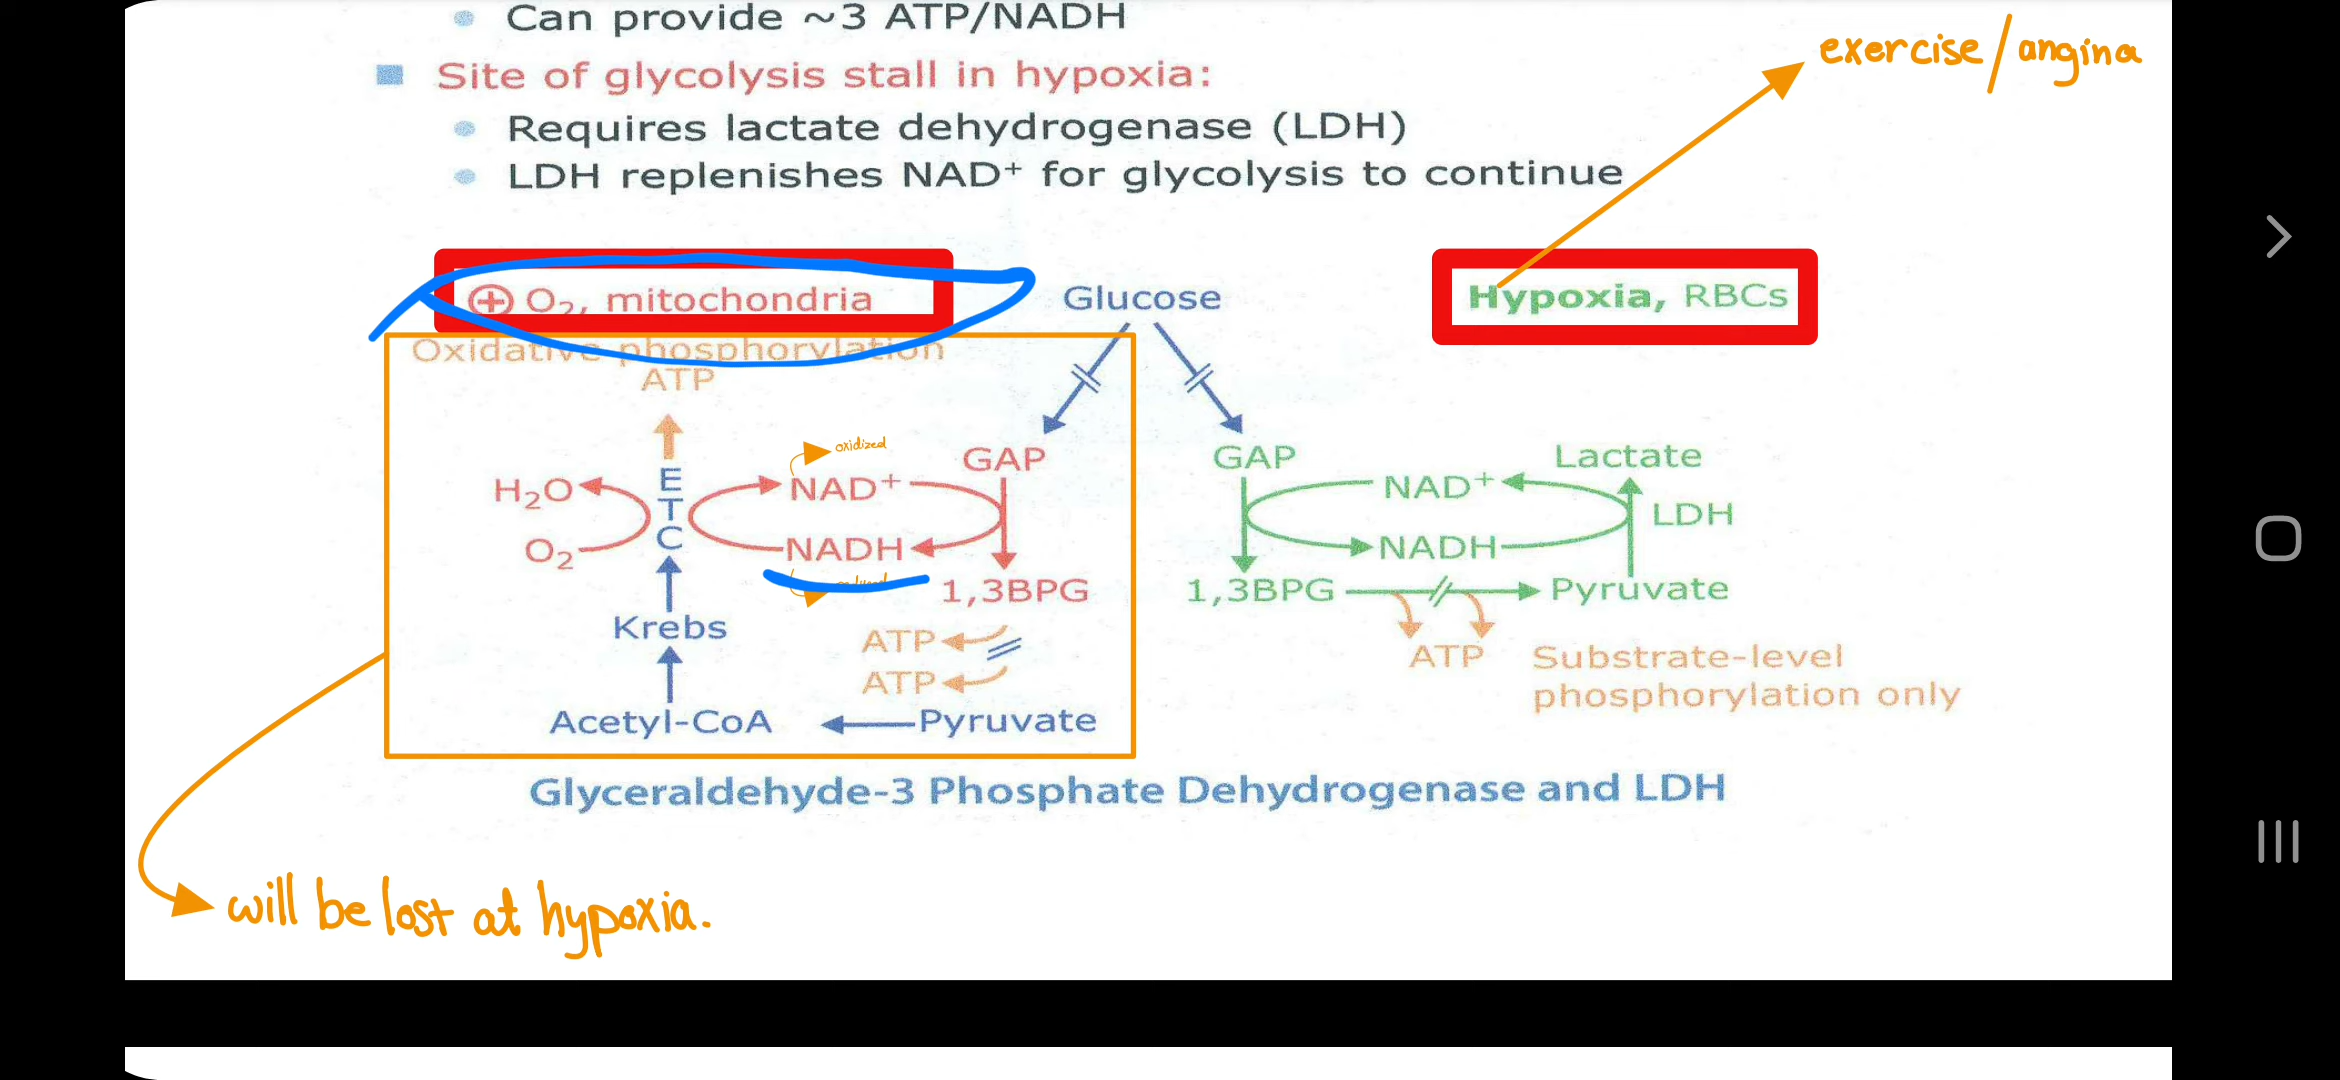 Can provide ~3 ATP/NADH
exercise/angina
Site of glycolysis stall in hypoxia:
Requires lactate dehydrogenase (LDH)
LDH replenishes NAD⁺ for glycolysis to continue
⊕ O₂, mitochondria
Glucose
Hypoxia, RBCs
Oxidative phosphorylation
ATP
oxidized
GAP
GAP
Lactate
H₂O
ETC
NAD⁺
NAD⁺
LDH
O₂
NADH
NADH
1,3BPG
1,3BPG
Pyruvate
Krebs
ATP
ATP
ATP
Substrate-level
phosphorylation only
Acetyl-CoA
Pyruvate
Glyceraldehyde-3 Phosphate Dehydrogenase and LDH
will be lost at hypoxia.